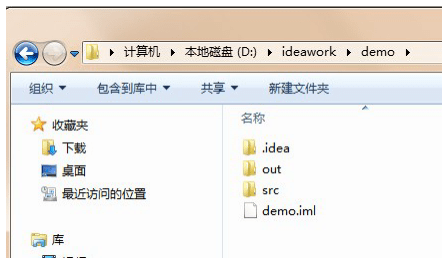 计算机 本地磁盘 (D:) ideawork demo
组织 包含到库中 共享 新建文件夹
收藏夹
下载
桌面
最近访问的位置
库
名称
.idea
out
src
demo.iml